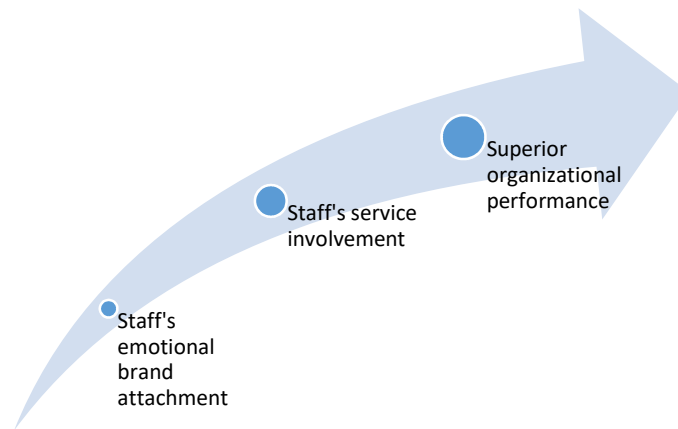 Superior
organizational
performance
Staff's service
involvement
Staff's
emotional
brand
attachment